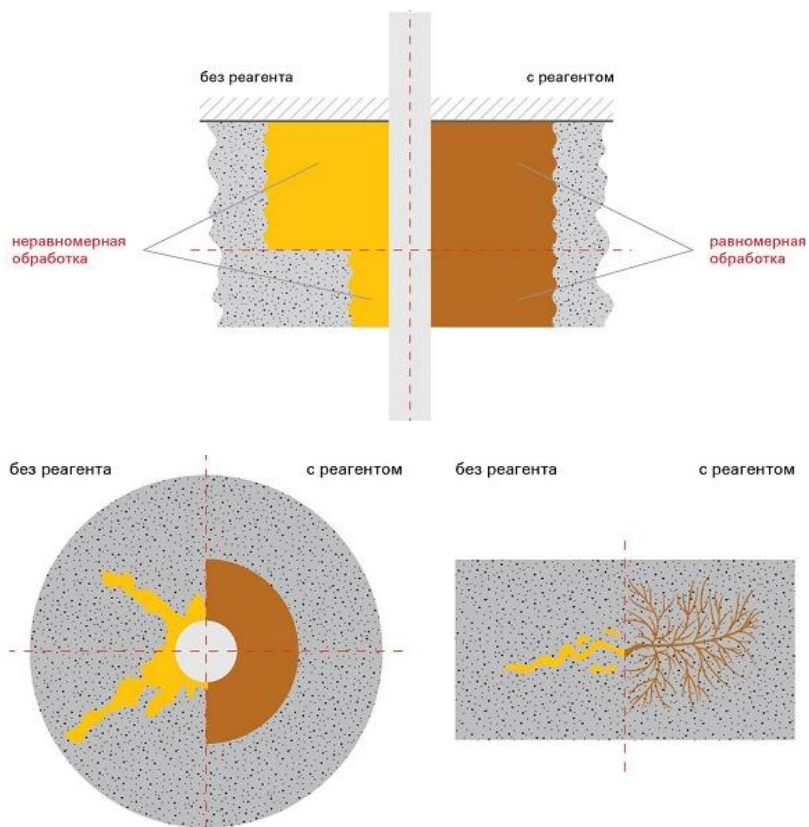 без реагента
с реагентом
неравномерная
обработка
равномерная
обработка
без реагента
с реагентом
без реагента
с реагентом